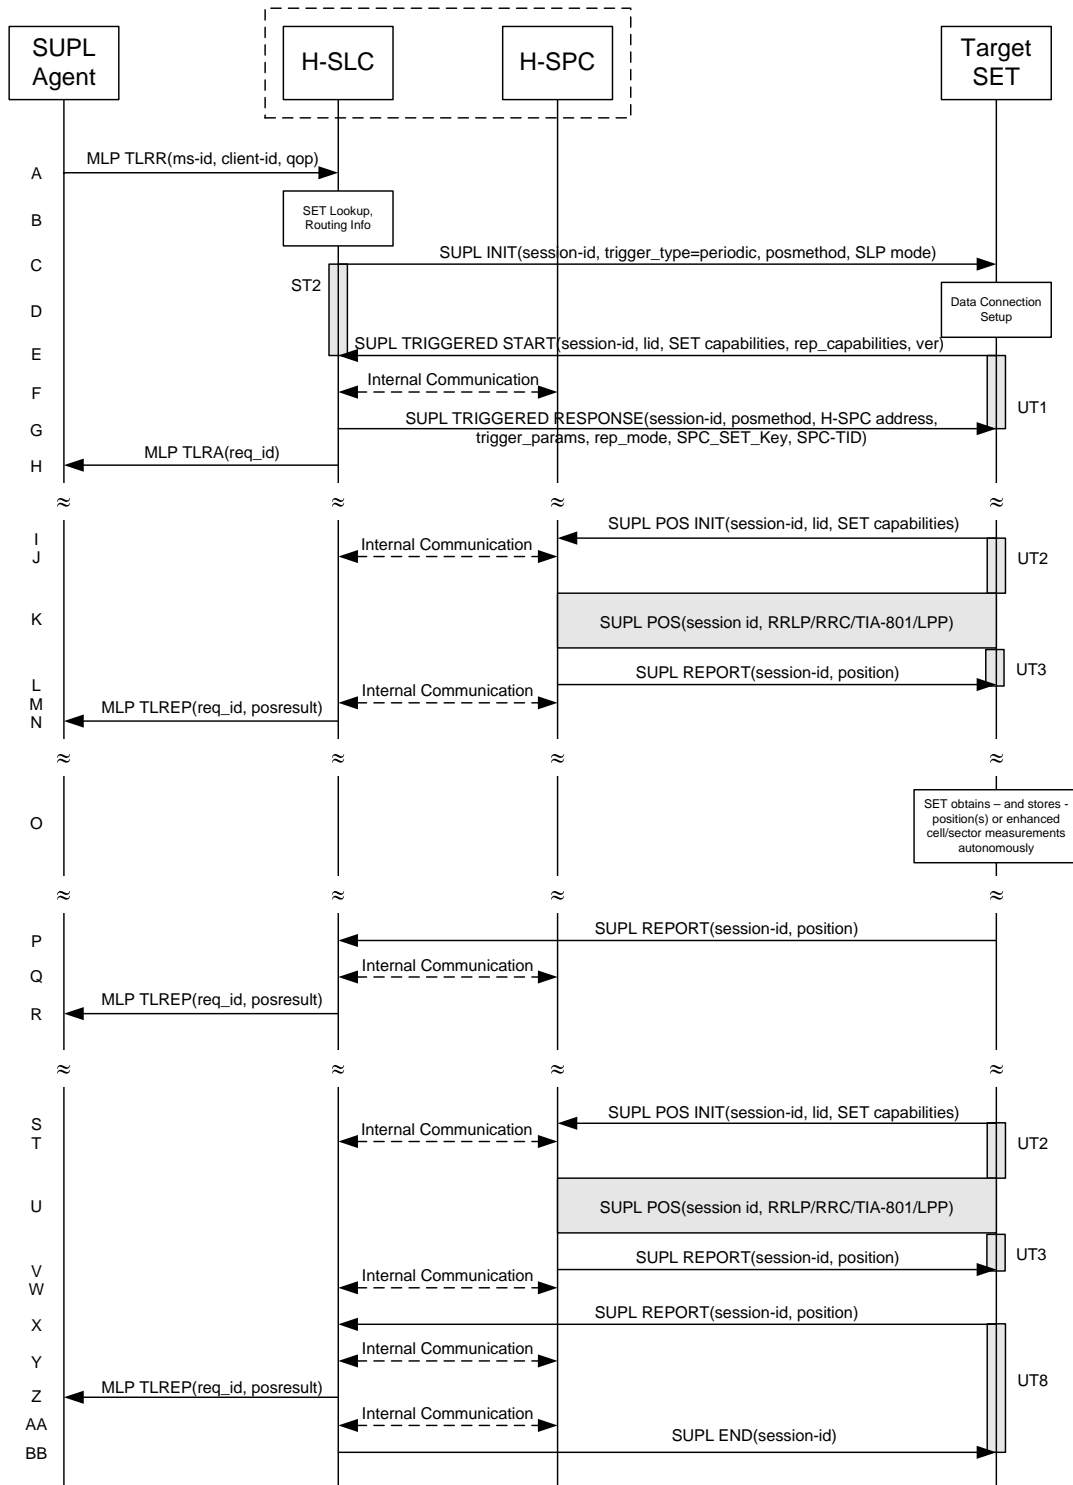 SUPL
Agent
H-SLC
H-SPC
Target
SET
A
MLP TLRR(ms-id, client-id, qop)
B
SET Lookup,
Routing Info
C
SUPL INIT(session-id, trigger_type=periodic, posmethod, SLP mode)
ST2
D
Data Connection
Setup
E
SUPL TRIGGERED START(session-id, lid, SET capabilities, rep_capabilities, ver)
F
Internal Communication
UT1
G
SUPL TRIGGERED RESPONSE(session-id, posmethod, H-SPC address,
trigger_params, rep_mode, SPC_SET_Key, SPC-TID)
H
MLP TLRA(req_id)
≈ ≈ ≈ ≈
I
SUPL POS INIT(session-id, lid, SET capabilities)
J
Internal Communication
UT2
K
SUPL POS(session id, RRLP/RRC/TIA-801/LPP)
L
SUPL REPORT(session-id, position)
UT3
M
Internal Communication
N
MLP TLREP(req_id, posresult)
≈ ≈ ≈ ≈
O
SET obtains – and stores -
position(s) or enhanced
cell/sector measurements
autonomously
≈ ≈ ≈ ≈
P
SUPL REPORT(session-id, position)
Q
Internal Communication
R
MLP TLREP(req_id, posresult)
≈ ≈ ≈ ≈
S
SUPL POS INIT(session-id, lid, SET capabilities)
T
Internal Communication
UT2
U
SUPL POS(session id, RRLP/RRC/TIA-801/LPP)
V
SUPL REPORT(session-id, position)
UT3
W
Internal Communication
X
SUPL REPORT(session-id, position)
Y
Internal Communication
UT8
Z
MLP TLREP(req_id, posresult)
AA
Internal Communication
BB
SUPL END(session-id)